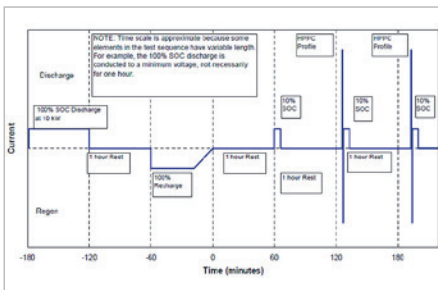 NOTE: Time scale is approximate because some
elements in the test sequence have variable length.
For example, the 100% SOC discharge is
conducted to a minimum voltage, not necessarily
for one hour.
HPPC
Profile
HPPC
Profile
Discharge
100% SOC Discharge
at 10 kW
10%
SOC
10%
SOC
10%
SOC
Current
1 hour Rest
1 hour Rest
1 hour Rest
100%
Recharge
1 hour Rest
1 hour Rest
Regen
-180
-120
-60
0
60
120
180
Time (minutes)